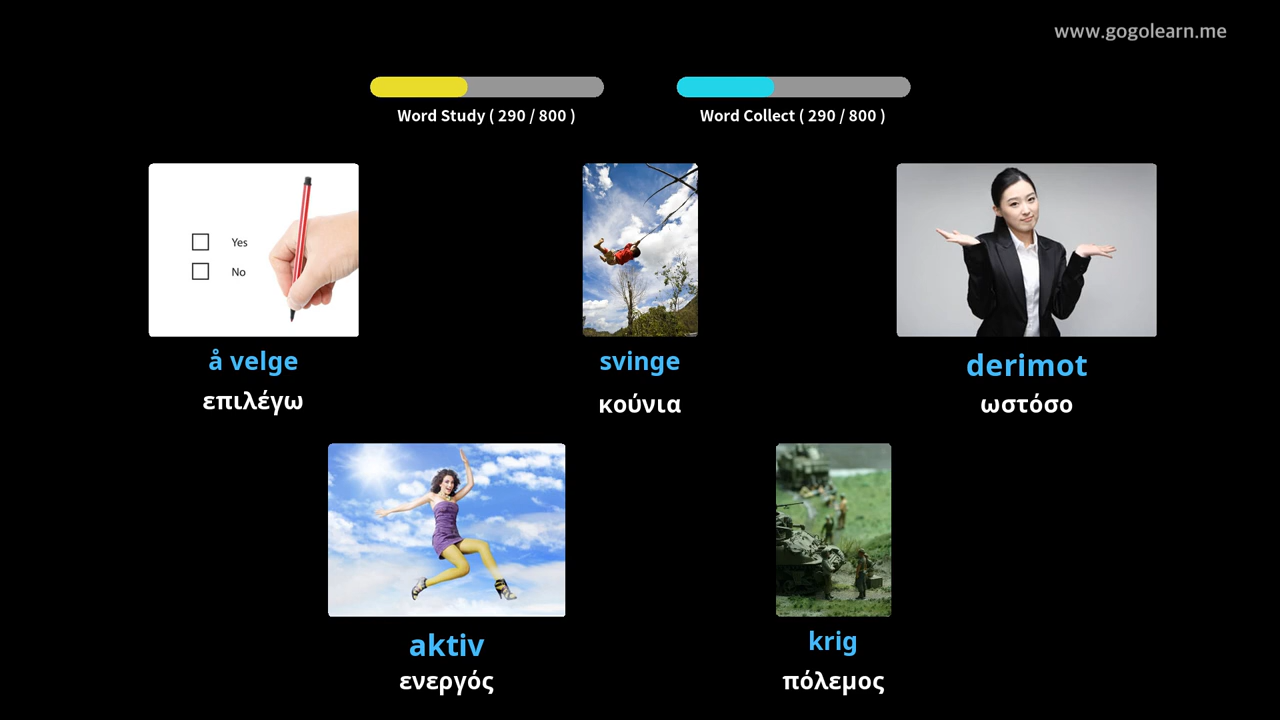 www.gogolearn.me
Word Study ( 290 / 800 )
Word Collect ( 290 / 800 )
Yes
No
å velge
επιλέγω
svinge
κούνια
derimot
ωστόσο
aktiv
ενεργός
krig
πόλεμος